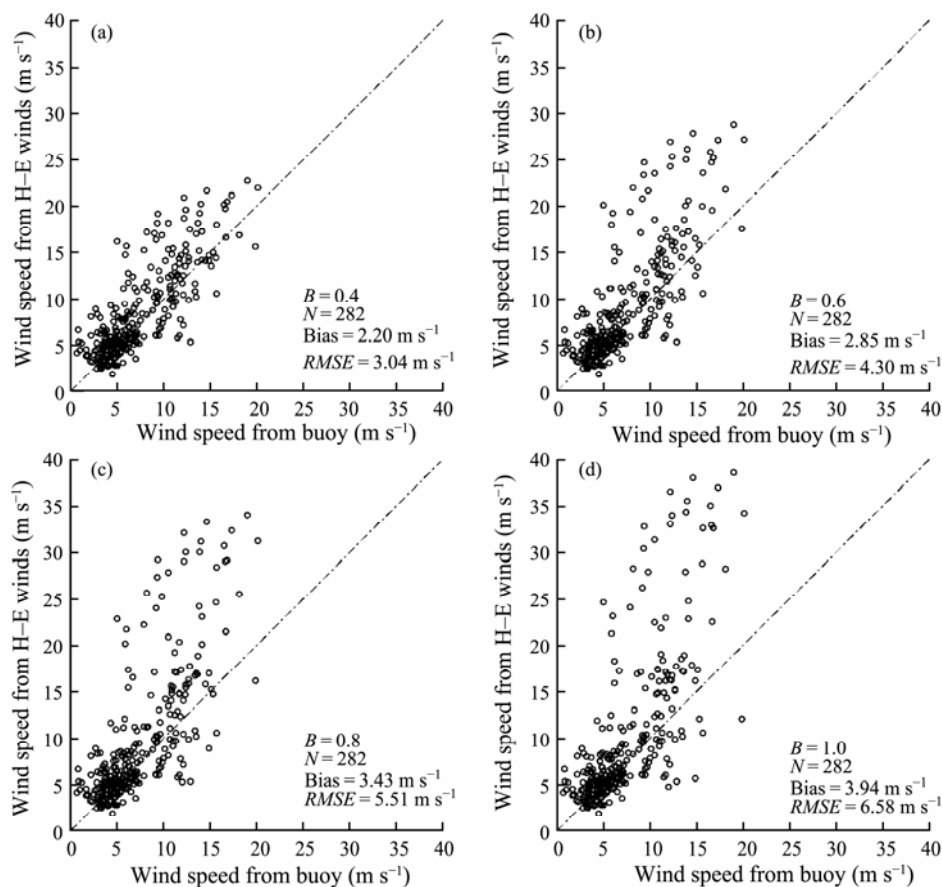 (a)
Wind speed from H–E winds (m s⁻¹)
40
35
30
25
20
15
10
5
0
B = 0.4
N = 282
Bias = 2.20 m s⁻¹
RMSE = 3.04 m s⁻¹
0 5 10 15 20 25 30 35 40
Wind speed from buoy (m s⁻¹)
(b)
Wind speed from H–E winds (m s⁻¹)
40
35
30
25
20
15
10
5
0
B = 0.6
N = 282
Bias = 2.85 m s⁻¹
RMSE = 4.30 m s⁻¹
0 5 10 15 20 25 30 35 40
Wind speed from buoy (m s⁻¹)
(c)
Wind speed from H–E winds (m s⁻¹)
40
35
30
25
20
15
10
5
0
B = 0.8
N = 282
Bias = 3.43 m s⁻¹
RMSE = 5.51 m s⁻¹
0 5 10 15 20 25 30 35 40
Wind speed from buoy (m s⁻¹)
(d)
Wind speed from H–E winds (m s⁻¹)
40
35
30
25
20
15
10
5
0
B = 1.0
N = 282
Bias = 3.94 m s⁻¹
RMSE = 6.58 m s⁻¹
0 5 10 15 20 25 30 35 40
Wind speed from buoy (m s⁻¹)